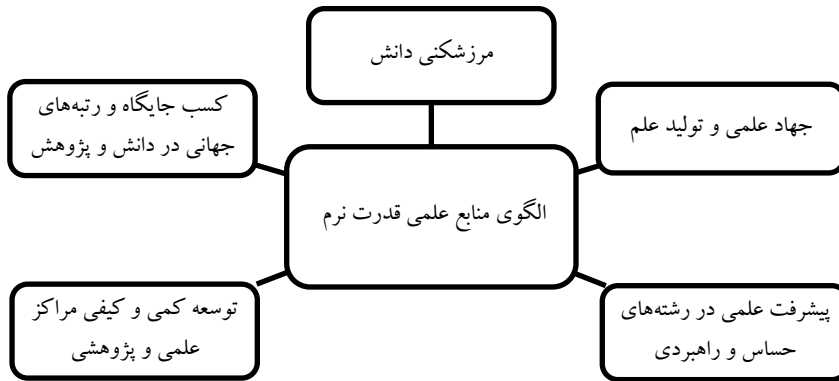 مرزشکنی دانش
جهاد علمی و تولید علم
کسب جایگاه و رتبه‌های
جهانی در دانش و پژوهش
الگوی منابع علمی قدرت نرم
پیشرفت علمی در رشته‌های
حساس و راهبردی
توسعه کمی و کیفی مراکز
علمی و پژوهشی